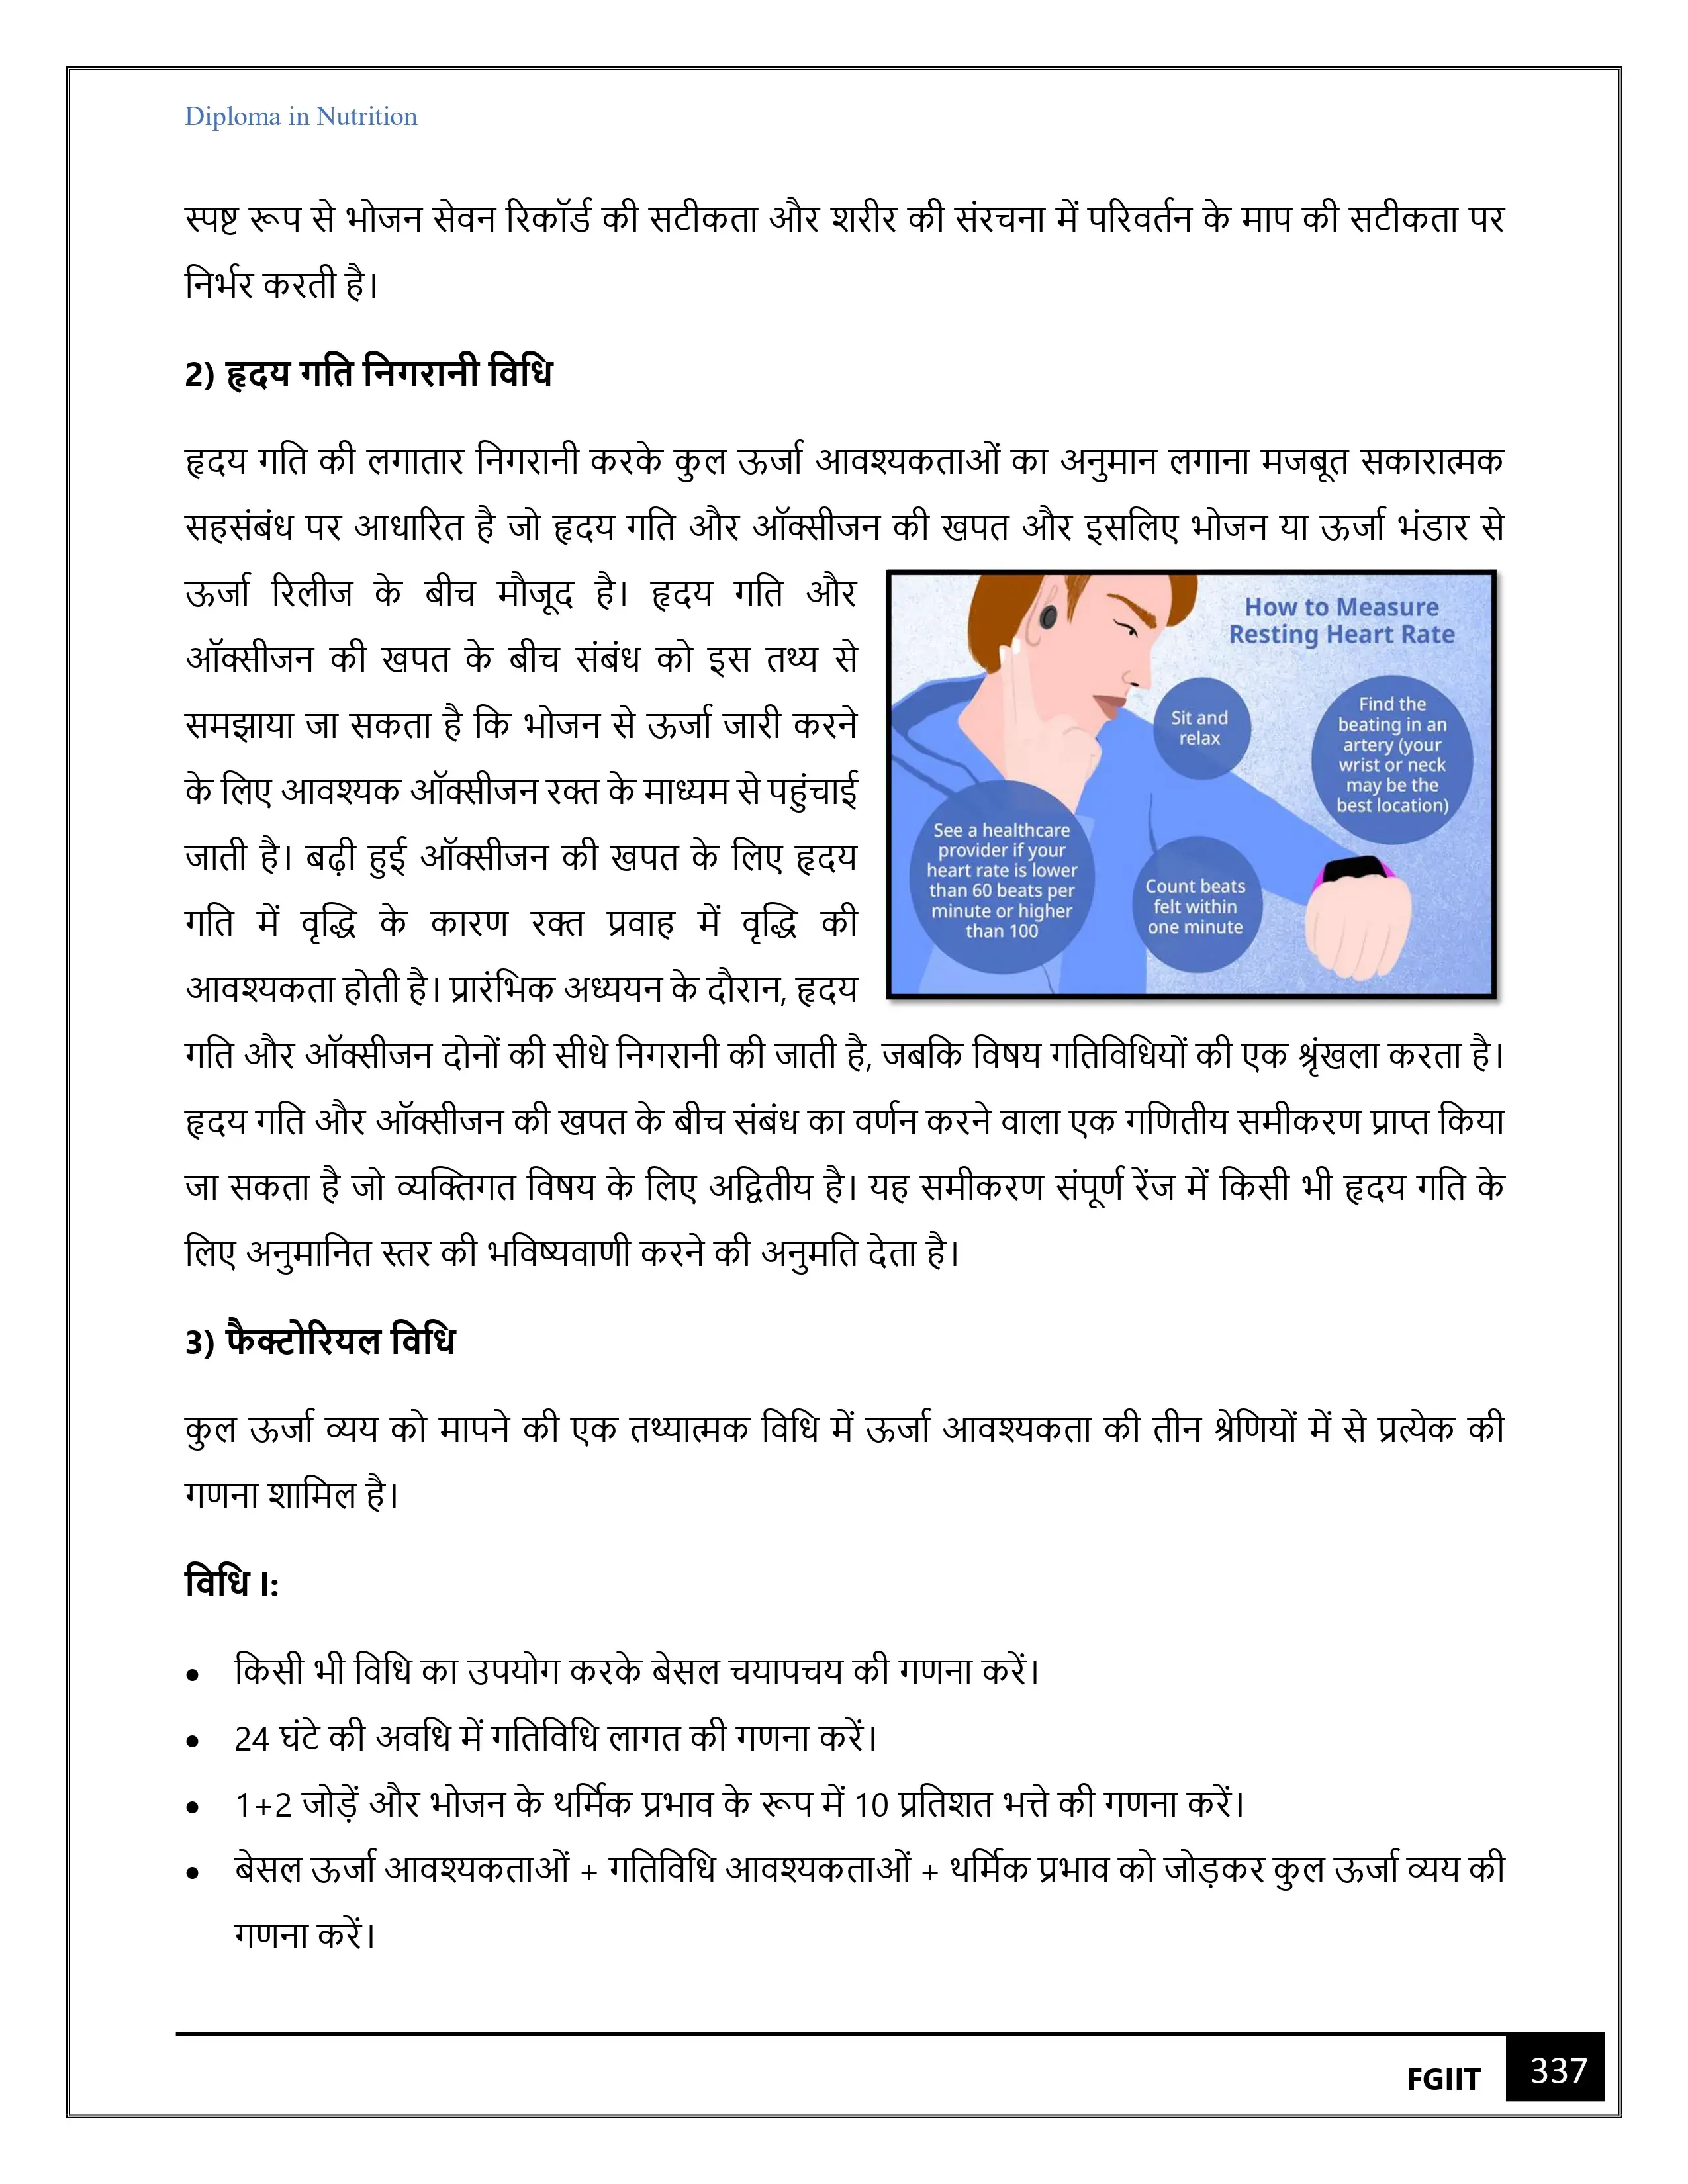 Diploma in Nutrition
स्पष्ट रूप से भोजन सेवन रिकॉर्ड की सटीकता और शरीर की संरचना में परिवर्तन के माप की सटीकता पर
निर्भर करती है।
2) हृदय गति निगरानी विधि
हृदय गति की लगातार निगरानी करके कुल ऊर्जा आवश्यकताओं का अनुमान लगाना मजबूत सकारात्मक
सहसंबंध पर आधारित है जो हृदय गति और ऑक्सीजन की खपत और इसलिए भोजन या ऊर्जा भंडार से
ऊर्जा रिलीज के बीच मौजूद है। हृदय गति और
ऑक्सीजन की खपत के बीच संबंध को इस तथ्य से
समझाया जा सकता है कि भोजन से ऊर्जा जारी करने
के लिए आवश्यक ऑक्सीजन रक्त के माध्यम से पहुंचाई
जाती है। बढ़ी हुई ऑक्सीजन की खपत के लिए हृदय
गति में वृद्धि के कारण रक्त प्रवाह में वृद्धि की
आवश्यकता होती है। प्रारंभिक अध्ययन के दौरान, हृदय
How to Measure
Resting Heart Rate
Sit and
relax
Find the
beating in an
artery (your
wrist or neck
may be the
best location)
See a healthcare
provider if your
heart rate is lower
than 60 beats per
minute or higher
than 100
Count beats
felt within
one minute
गति और ऑक्सीजन दोनों की सीधे निगरानी की जाती है, जबकि विषय गतिविधियों की एक श्रृंखला करता है।
हृदय गति और ऑक्सीजन की खपत के बीच संबंध का वर्णन करने वाला एक गणितीय समीकरण प्राप्त किया
जा सकता है जो व्यक्तिगत विषय के लिए अद्वितीय है। यह समीकरण संपूर्ण रेंज में किसी भी हृदय गति के
लिए अनुमानित स्तर की भविष्यवाणी करने की अनुमति देता है।
3) फैक्टोरियल विधि
कुल ऊर्जा व्यय को मापने की एक तथ्यात्मक विधि में ऊर्जा आवश्यकता की तीन श्रेणियों में से प्रत्येक की
गणना शामिल है।
विधि I:
• किसी भी विधि का उपयोग करके बेसल चयापचय की गणना करें।
• 24 घंटे की अवधि में गतिविधि लागत की गणना करें।
• 1+2 जोड़ें और भोजन के थर्मिक प्रभाव के रूप में 10 प्रतिशत भत्ते की गणना करें।
• बेसल ऊर्जा आवश्यकताओं + गतिविधि आवश्यकताओं + थर्मिक प्रभाव को जोड़कर कुल ऊर्जा व्यय की
गणना करें।
FGIIT 337